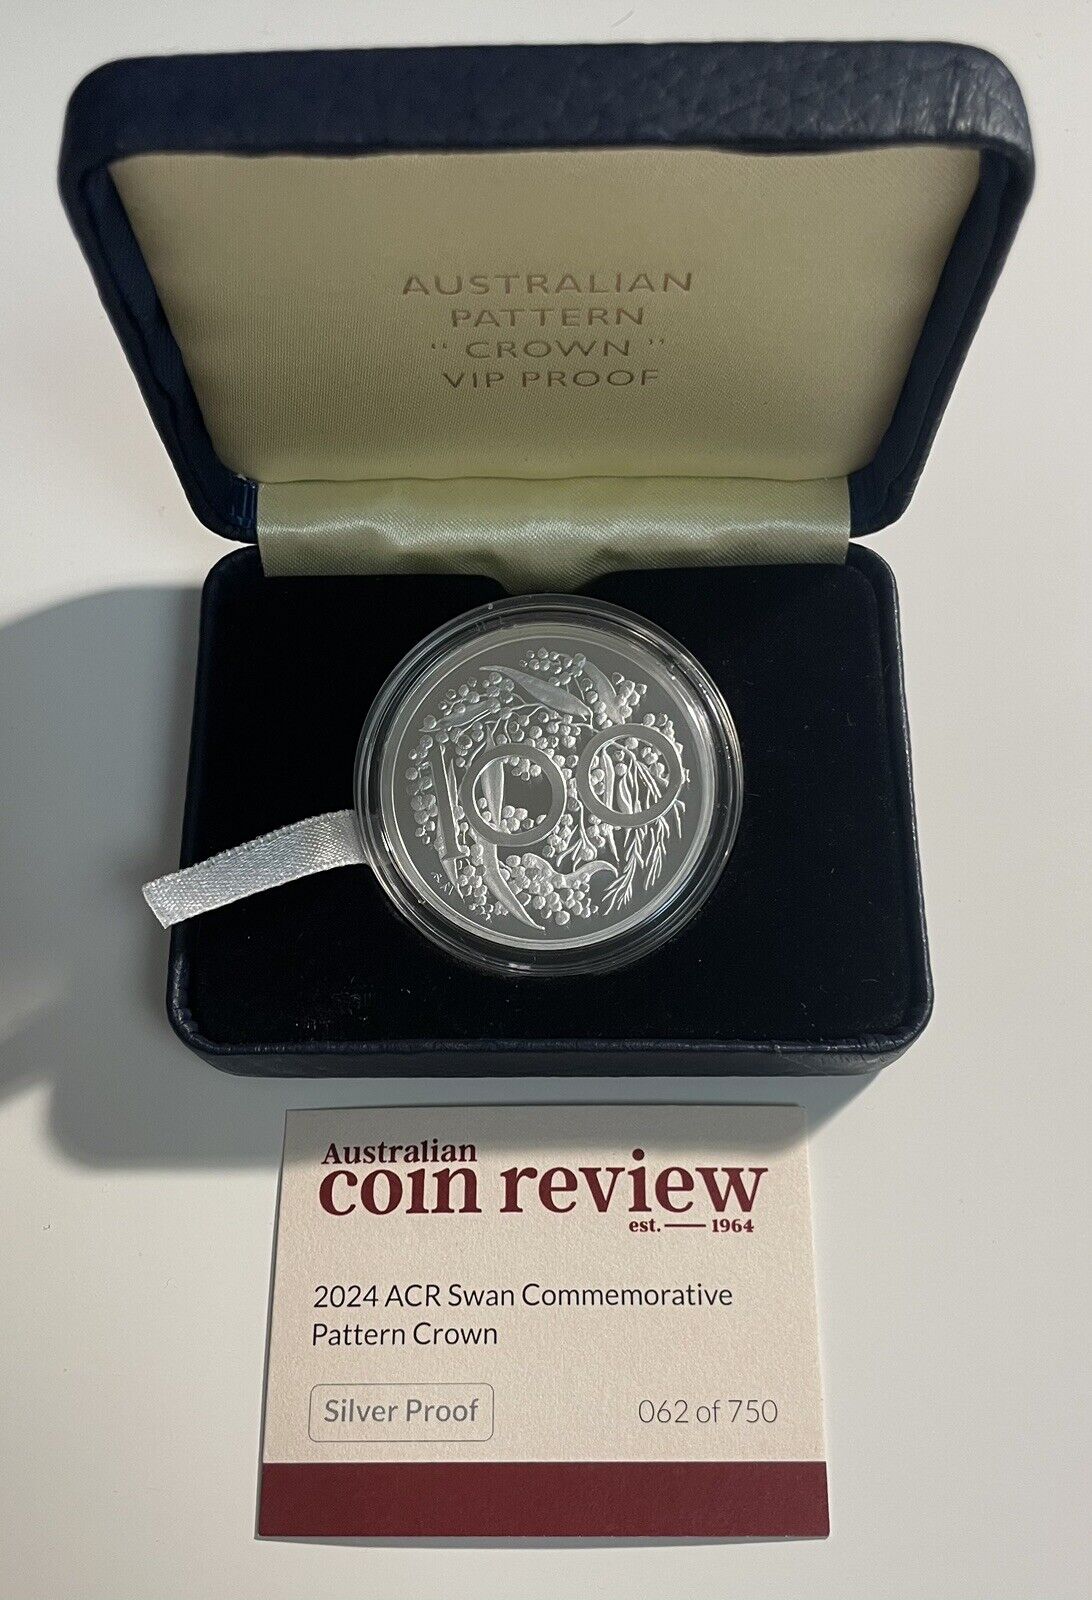 AUSTRALIAN
PATTERN
" CROWN "
VIP PROOF
100
Australian
coin review
est. — 1964
2024 ACR Swan Commemorative
Pattern Crown
Silver Proof
062 of 750